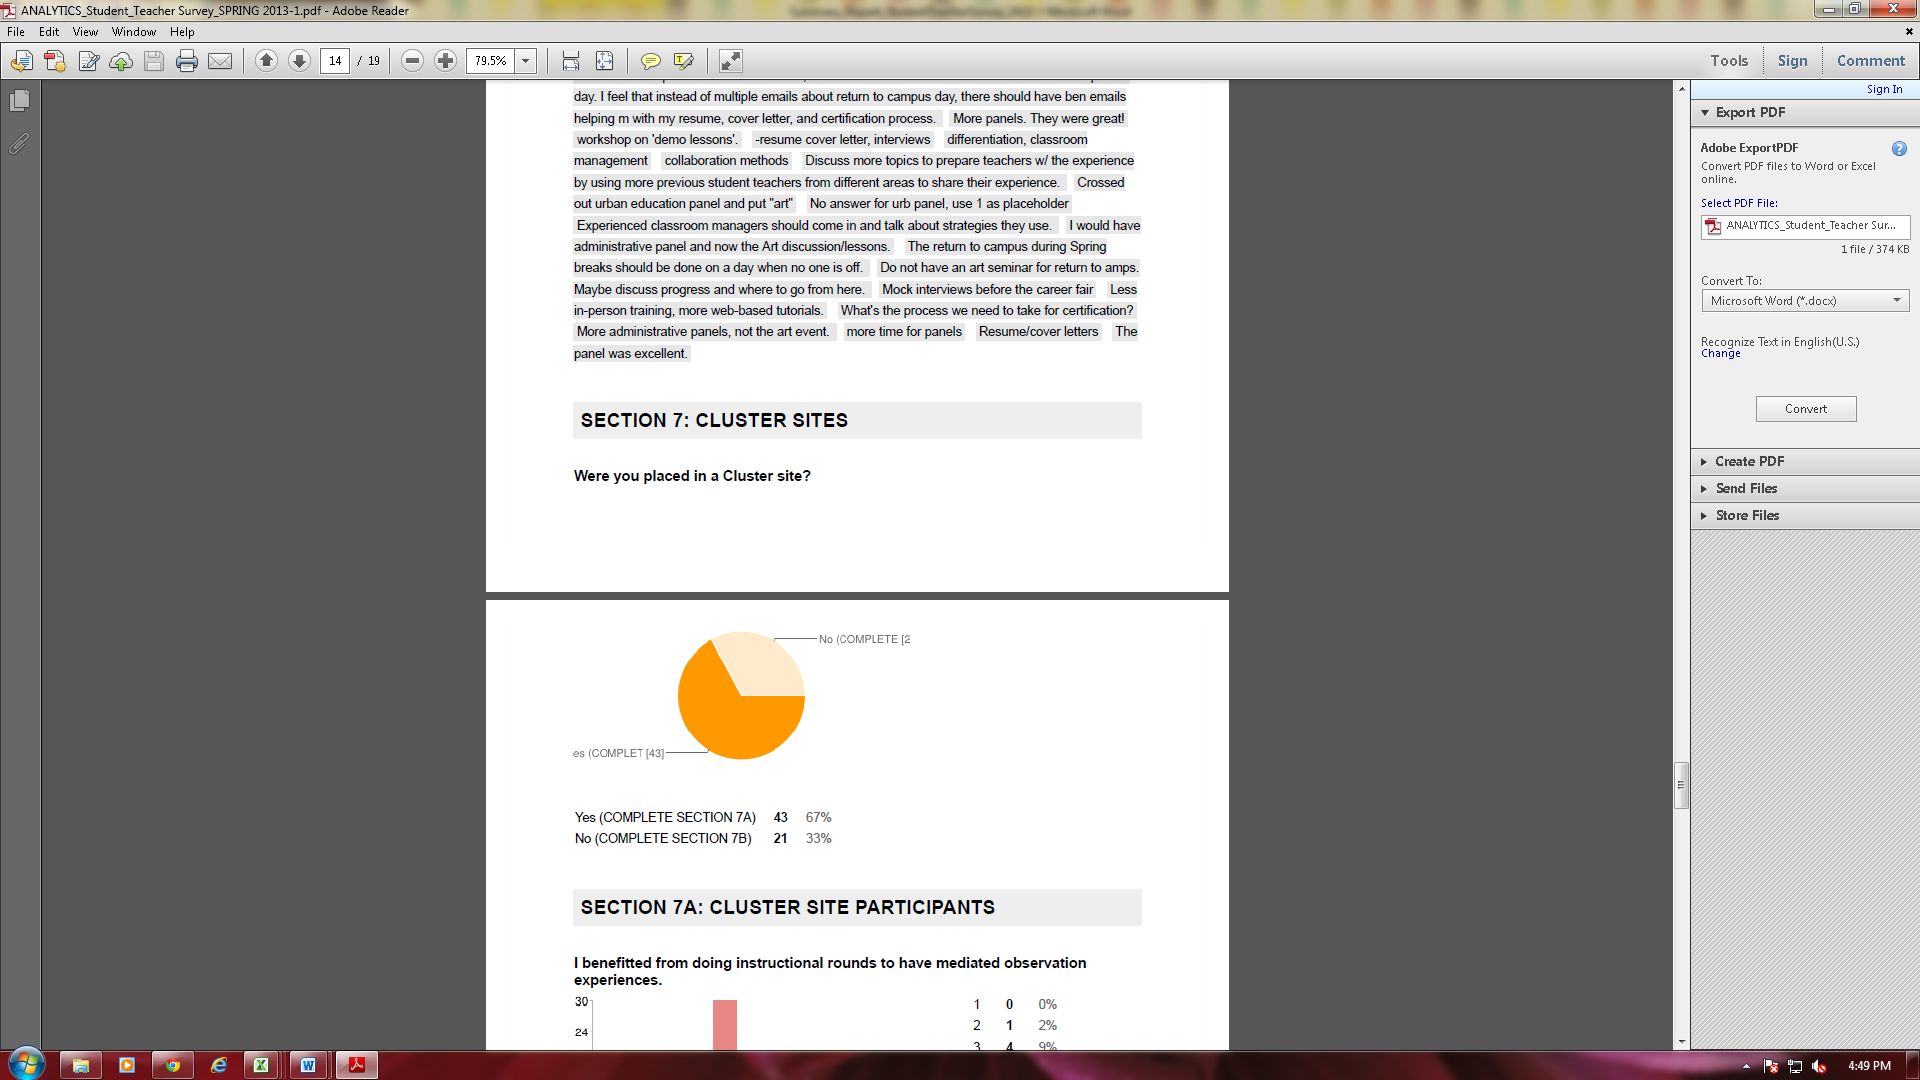 ANALYTICS_Student_Teacher Survey_SPRING 2013-1.pdf - Adobe Reader
File Edit View Window Help
14 / 19 79.5% Tools Sign Comment
Sign In
day. I feel that instead of multiple emails about return to campus day, there should have ben emails
helping m with my resume, cover letter, and certification process. More panels. They were great!
workshop on 'demo lessons'. -resume cover letter, interviews differentiation, classroom
management collaboration methods Discuss more topics to prepare teachers w/ the experience
by using more previous student teachers from different areas to share their experience. Crossed
out urban education panel and put "art" No answer for urb panel, use 1 as placeholder
Experienced classroom managers should come in and talk about strategies they use. I would have
administrative panel and now the Art discussion/lessons. The return to campus during Spring
breaks should be done on a day when no one is off. Do not have an art seminar for return to amps.
Maybe discuss progress and where to go from here. Mock interviews before the career fair Less
in-person training, more web-based tutorials. What's the process we need to take for certification?
More administrative panels, not the art event. more time for panels Resume/cover letters The
panel was excellent.
SECTION 7: CLUSTER SITES
Were you placed in a Cluster site?
No (COMPLETE [2
es (COMPLET [43]
Yes (COMPLETE SECTION 7A) 43 67%
No (COMPLETE SECTION 7B) 21 33%
SECTION 7A: CLUSTER SITE PARTICIPANTS
I benefitted from doing instructional rounds to have mediated observation
experiences.
30
24
1 0 0%
2 1 2%
3 4 9%
Export PDF
Adobe ExportPDF
Convert PDF files to Word or Excel
online.
Select PDF File:
ANALYTICS_Student_Teacher Sur...
1 file / 374 KB
Convert To:
Microsoft Word (*.docx)
Recognize Text in English(U.S.)
Change
Convert
Create PDF
Send Files
Store Files
4:49 PM